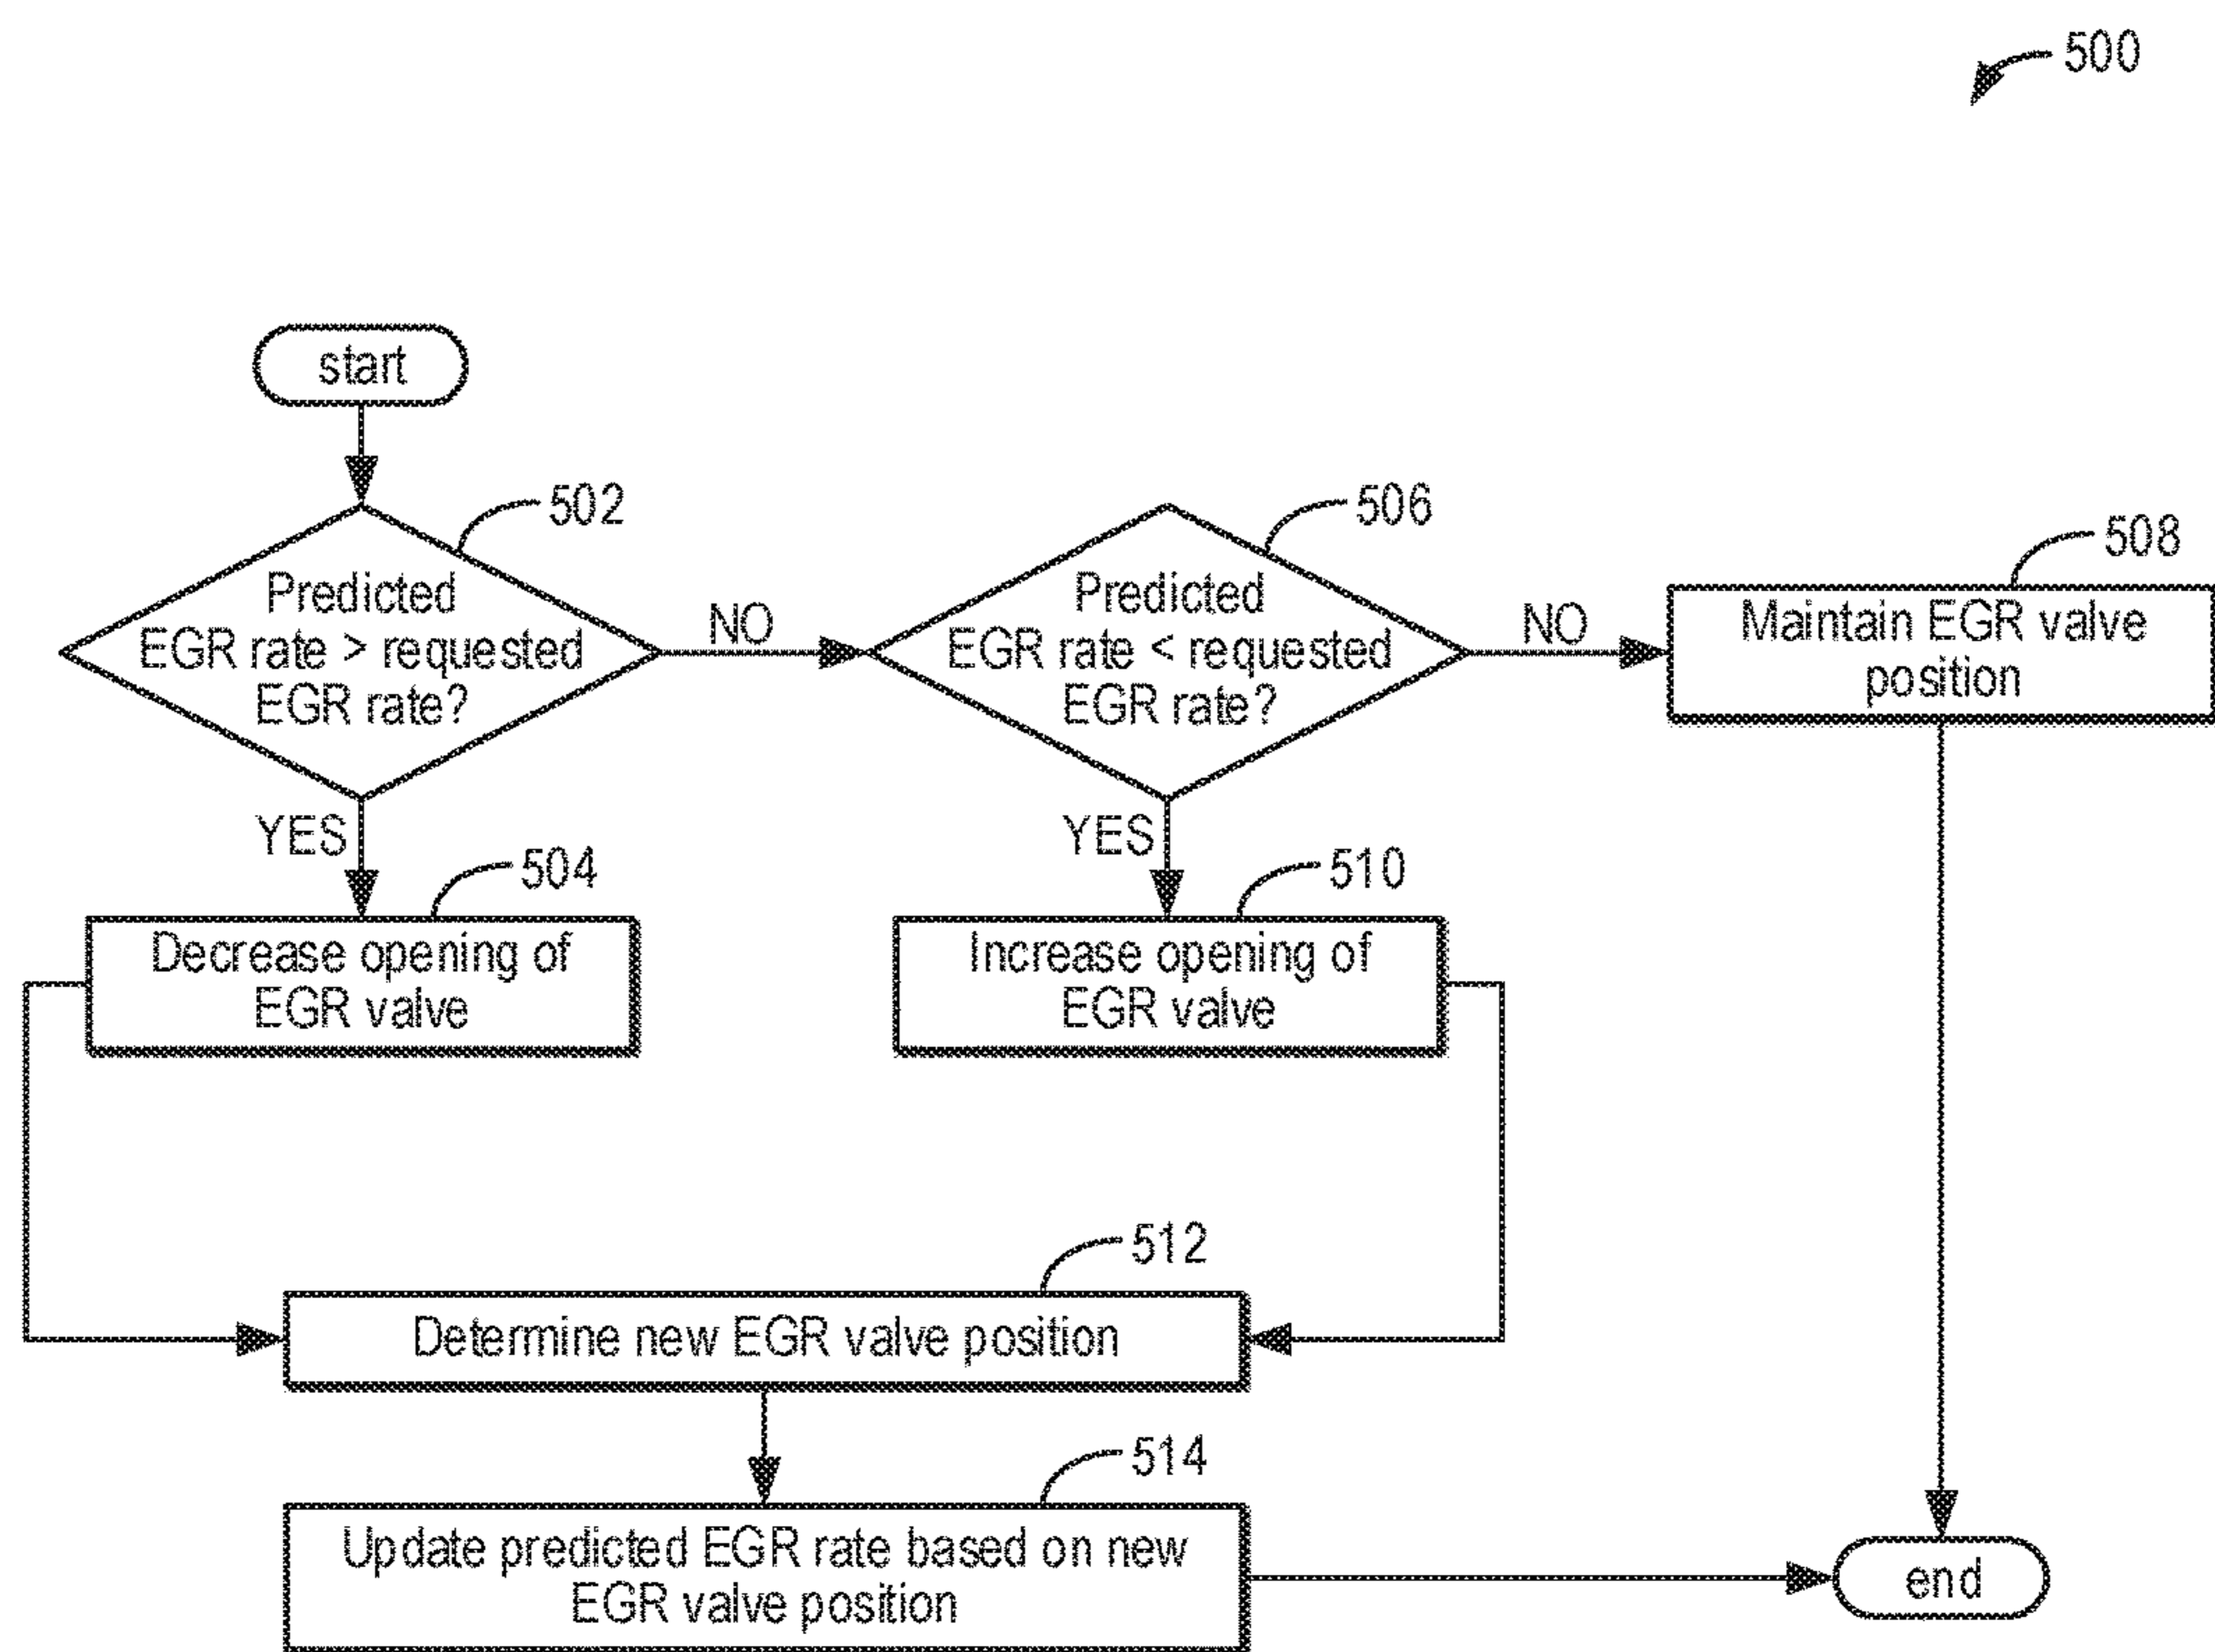 500
start
502
Predicted
EGR rate > requested
EGR rate?
NO
506
Predicted
EGR rate < requested
EGR rate?
NO
508
Maintain EGR valve
position
YES
504
Decrease opening of
EGR valve
YES
510
Increase opening of
EGR valve
512
Determine new EGR valve position
514
Update predicted EGR rate based on new
EGR valve position
end